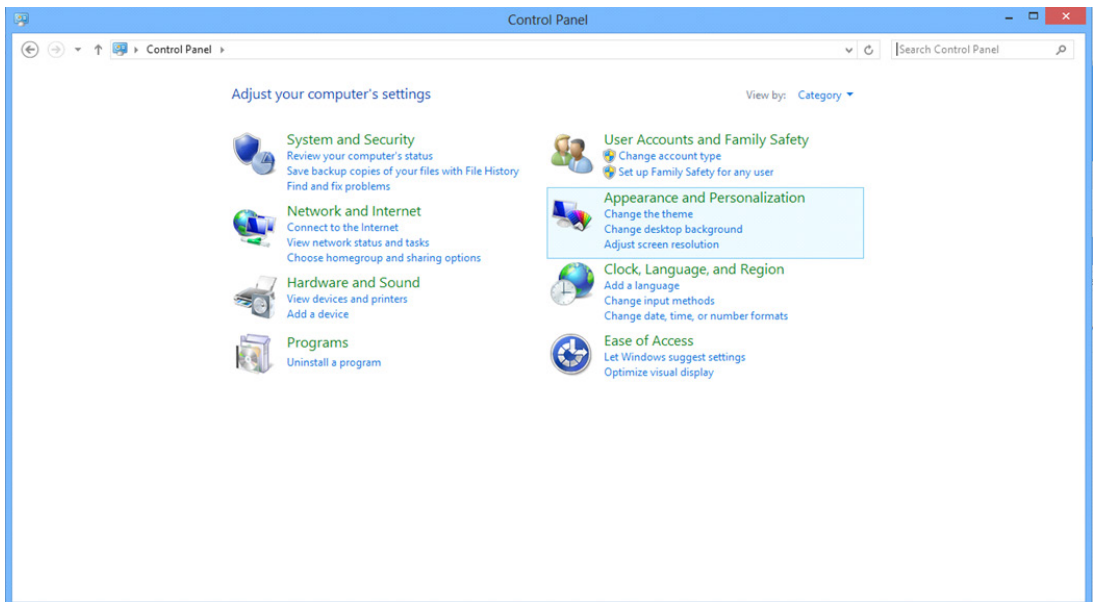 Control Panel
Control Panel
Search Control Panel
Adjust your computer's settings
View by: Category
System and Security
Review your computer's status
Save backup copies of your files with File History
Find and fix problems
Network and Internet
Connect to the Internet
View network status and tasks
Choose homegroup and sharing options
Hardware and Sound
View devices and printers
Add a device
Programs
Uninstall a program
User Accounts and Family Safety
Change account type
Set up Family Safety for any user
Appearance and Personalization
Change the theme
Change desktop background
Adjust screen resolution
Clock, Language, and Region
Add a language
Change input methods
Change date, time, or number formats
Ease of Access
Let Windows suggest settings
Optimize visual display